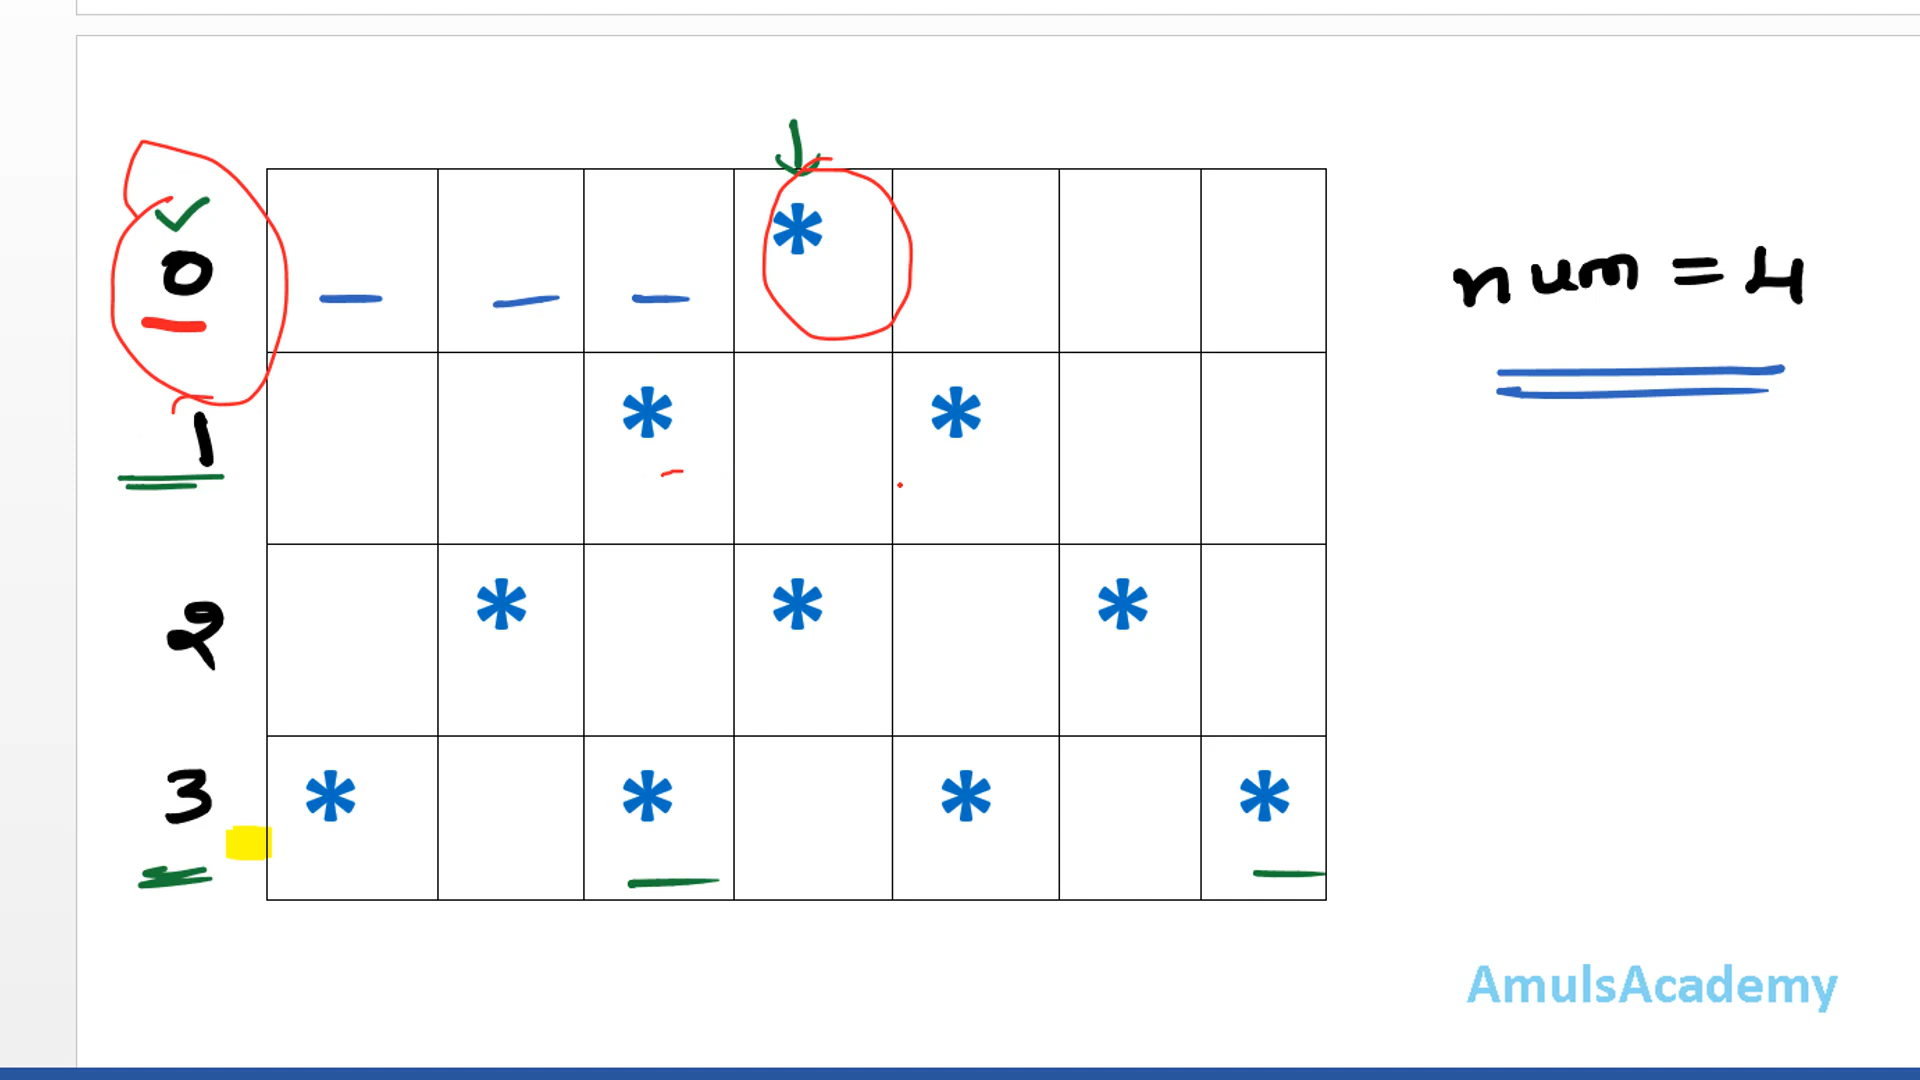 0 *
num = 4
1 * *
2 * * *
3 * * * *
AmulsAcademy